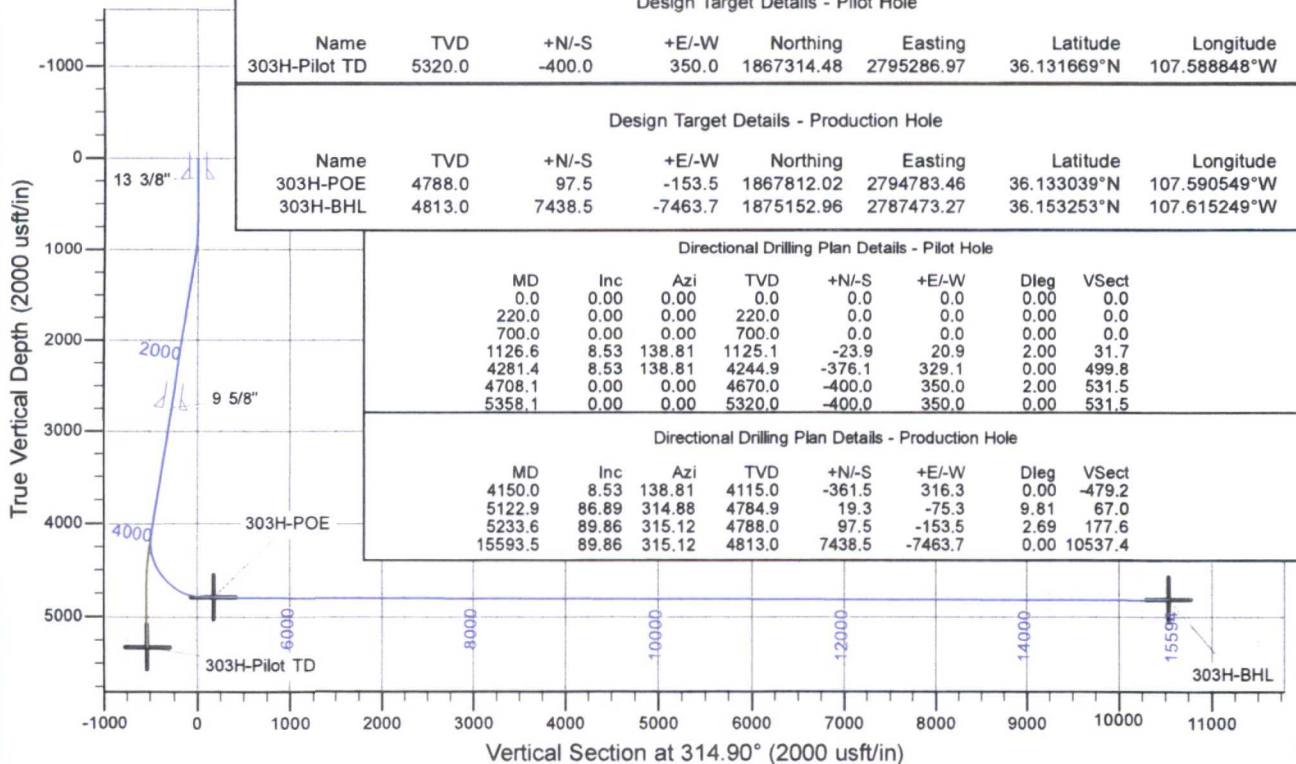 Design Target Details - Pilot Hole
Name TVD +N/-S +E/-W Northing Easting Latitude Longitude
303H-Pilot TD 5320.0 -400.0 350.0 1867314.48 2795286.97 36.131669°N 107.588848°W
Design Target Details - Production Hole
Name TVD +N/-S +E/-W Northing Easting Latitude Longitude
303H-POE 4788.0 97.5 -153.5 1867812.02 2794783.46 36.133039°N 107.590549°W
303H-BHL 4813.0 7438.5 -7463.7 1875152.96 2787473.27 36.153253°N 107.615249°W
Directional Drilling Plan Details - Pilot Hole
MD Inc Azi TVD +N/-S +E/-W Dleg VSect
0.0 0.00 0.00 0.0 0.0 0.0 0.00 0.0
220.0 0.00 0.00 220.0 0.0 0.0 0.00 0.0
700.0 0.00 0.00 700.0 0.0 0.0 0.00 0.0
1126.6 8.53 138.81 1125.1 -23.9 20.9 2.00 31.7
4281.4 8.53 138.81 4244.9 -376.1 329.1 0.00 499.8
4708.1 0.00 0.00 4670.0 -400.0 350.0 2.00 531.5
5358.1 0.00 0.00 5320.0 -400.0 350.0 0.00 531.5
Directional Drilling Plan Details - Production Hole
MD Inc Azi TVD +N/-S +E/-W Dleg VSect
4150.0 8.53 138.81 4115.0 -361.5 316.3 0.00 -479.2
5122.9 86.89 314.88 4784.9 19.3 -75.3 9.81 67.0
5233.6 89.86 315.12 4788.0 97.5 -153.5 2.69 177.6
15593.5 89.86 315.12 4813.0 7438.5 -7463.7 0.00 10537.4
True Vertical Depth (2000 usft/in)
-1000
0
1000
2000
3000
4000
5000
13 3/8"
2000
9 5/8"
4000
303H-POE
303H-Pilot TD
6000
8000
10000
12000
14000
15594
303H-BHL
-1000 0 1000 2000 3000 4000 5000 6000 7000 8000 9000 10000 11000
Vertical Section at 314.90° (2000 usft/in)